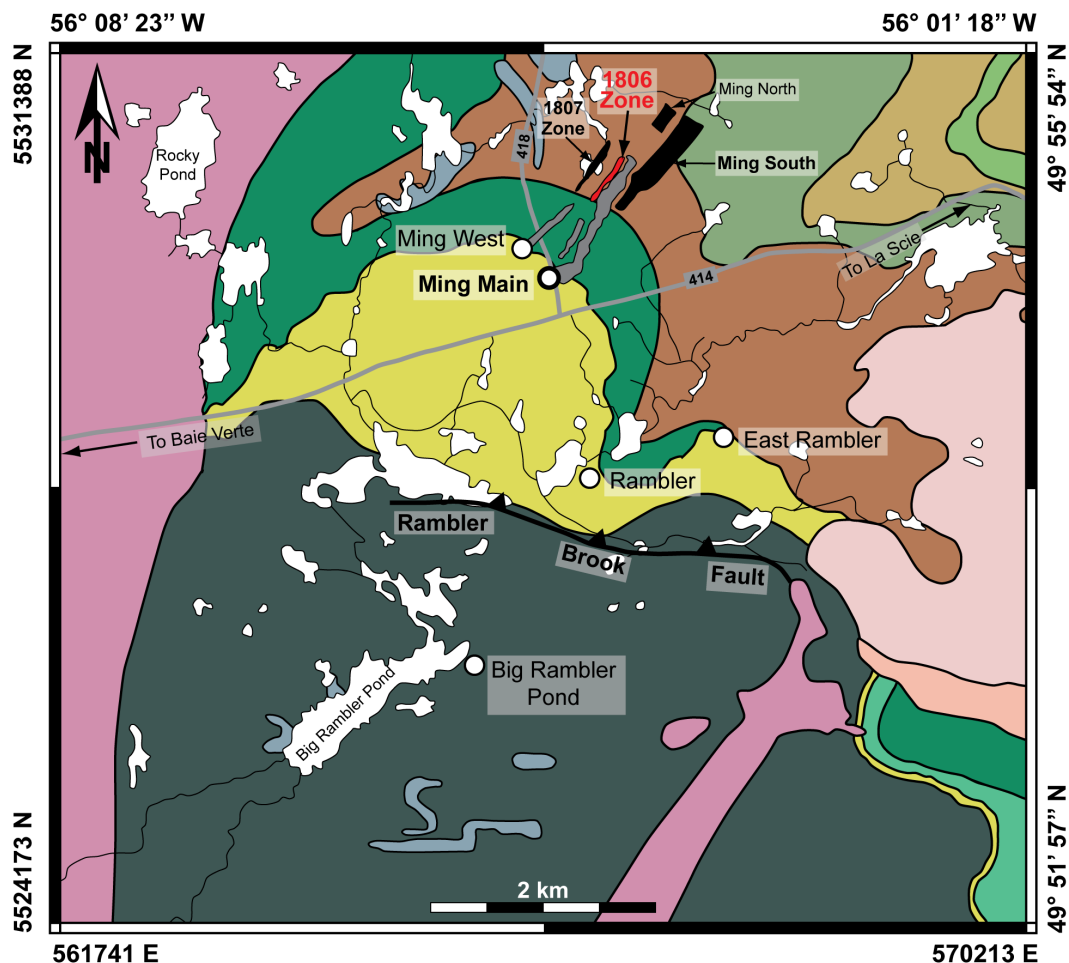 56° 08’ 23” W
56° 01’ 18” W
5531388 N
49° 55’ 54” N
N
Rocky
Pond
418
1807
Zone
1806
Zone
Ming North
Ming South
Ming West
Ming Main
414
To La Scie
To Baie Verte
East Rambler
Rambler
Rambler
Brook
Fault
Big Rambler
Pond
Big Rambler Pond
5524173 N
49° 51’ 57” N
2 km
561741 E
570213 E